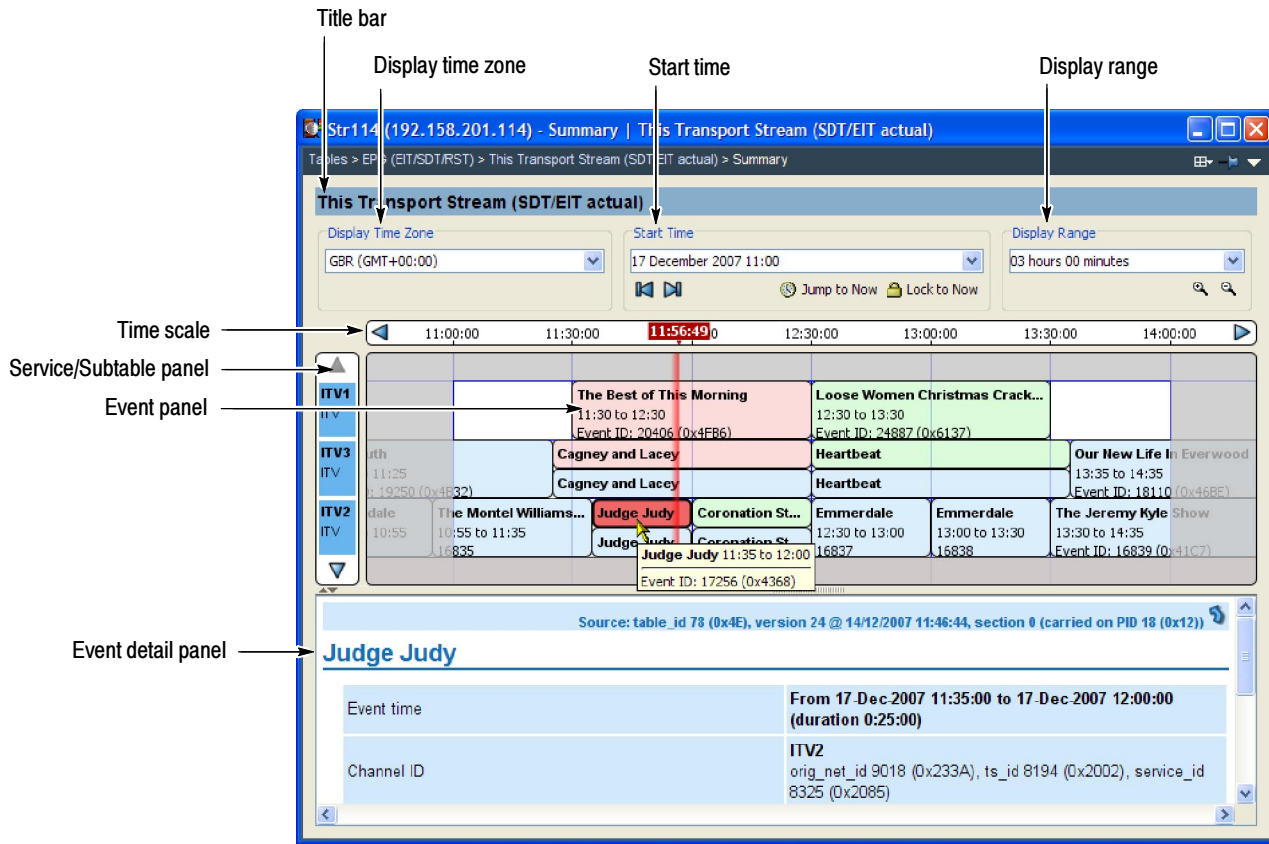 Title bar
Display time zone
Start time
Display range
Str114 (192.158.201.114) - Summary | This Transport Stream (SDT/EIT actual)
Tables > EPG (EIT/SDT/RST) > This Transport Stream (SDT/EIT actual) > Summary
This Transport Stream (SDT/EIT actual)
Display Time Zone
Start Time
Display Range
GBR (GMT+00:00)
17 December 2007 11:00
03 hours 00 minutes
Jump to Now
Lock to Now
Time scale
11:00:00
11:30:00
11:56:49
12:30:00
13:00:00
13:30:00
14:00:00
Service/Subtable panel
Event panel
ITV1
ITV
The Best of This Morning
11:30 to 12:30
Event ID: 20406 (0x4FB6)
Loose Women Christmas Crack...
12:30 to 13:30
Event ID: 24887 (0x6137)
ITV3
ITV
uth
11:25
: 19250 (0x4B32)
Cagney and Lacey
Cagney and Lacey
Heartbeat
Heartbeat
Our New Life In Everwood
13:35 to 14:35
Event ID: 18110 (0x46BE)
ITV2
ITV
dale
10:55
The Montel Williams...
10:55 to 11:35
16835
Judge Judy
Judge Judy
Coronation St...
Coronation St...
Emmerdale
12:30 to 13:00
16837
Emmerdale
13:00 to 13:30
16838
The Jeremy Kyle Show
13:30 to 14:35
Event ID: 16839 (0x41C7)
Judge Judy 11:35 to 12:00
Event ID: 17256 (0x4368)
Source: table_id 78 (0x4E), version 24 @ 14/12/2007 11:46:44, section 0 (carried on PID 18 (0x12))
Event detail panel
Judge Judy
Event time
From 17-Dec-2007 11:35:00 to 17-Dec-2007 12:00:00
(duration 0:25:00)
Channel ID
ITV2
orig_net_id 9018 (0x233A), ts_id 8194 (0x2002), service_id
8325 (0x2085)